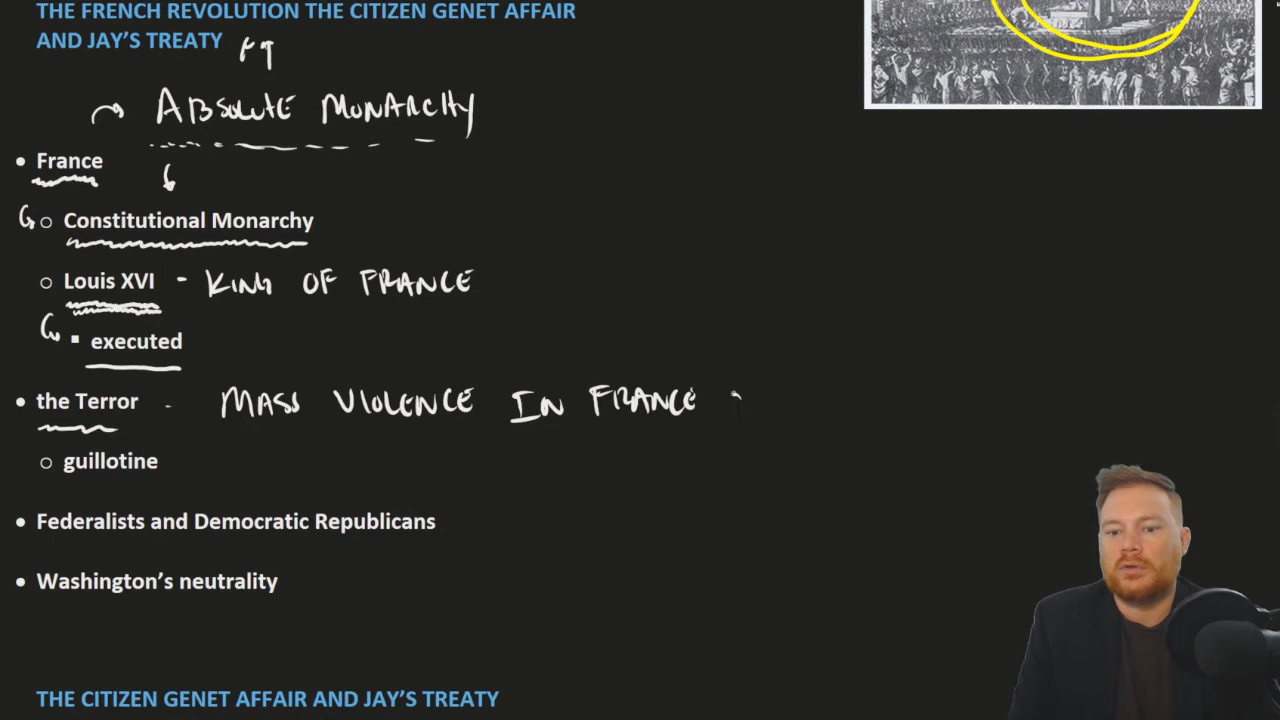 THE FRENCH REVOLUTION THE CITIZEN GENET AFFAIR
AND JAY'S TREATY
ABSOLUTE MONARCHY
• France
○ Constitutional Monarchy
○ Louis XVI - KING OF FRANCE
▪ executed
• the Terror - MASS VIOLENCE IN FRANCE
○ guillotine
• Federalists and Democratic Republicans
• Washington's neutrality
THE CITIZEN GENET AFFAIR AND JAY'S TREATY